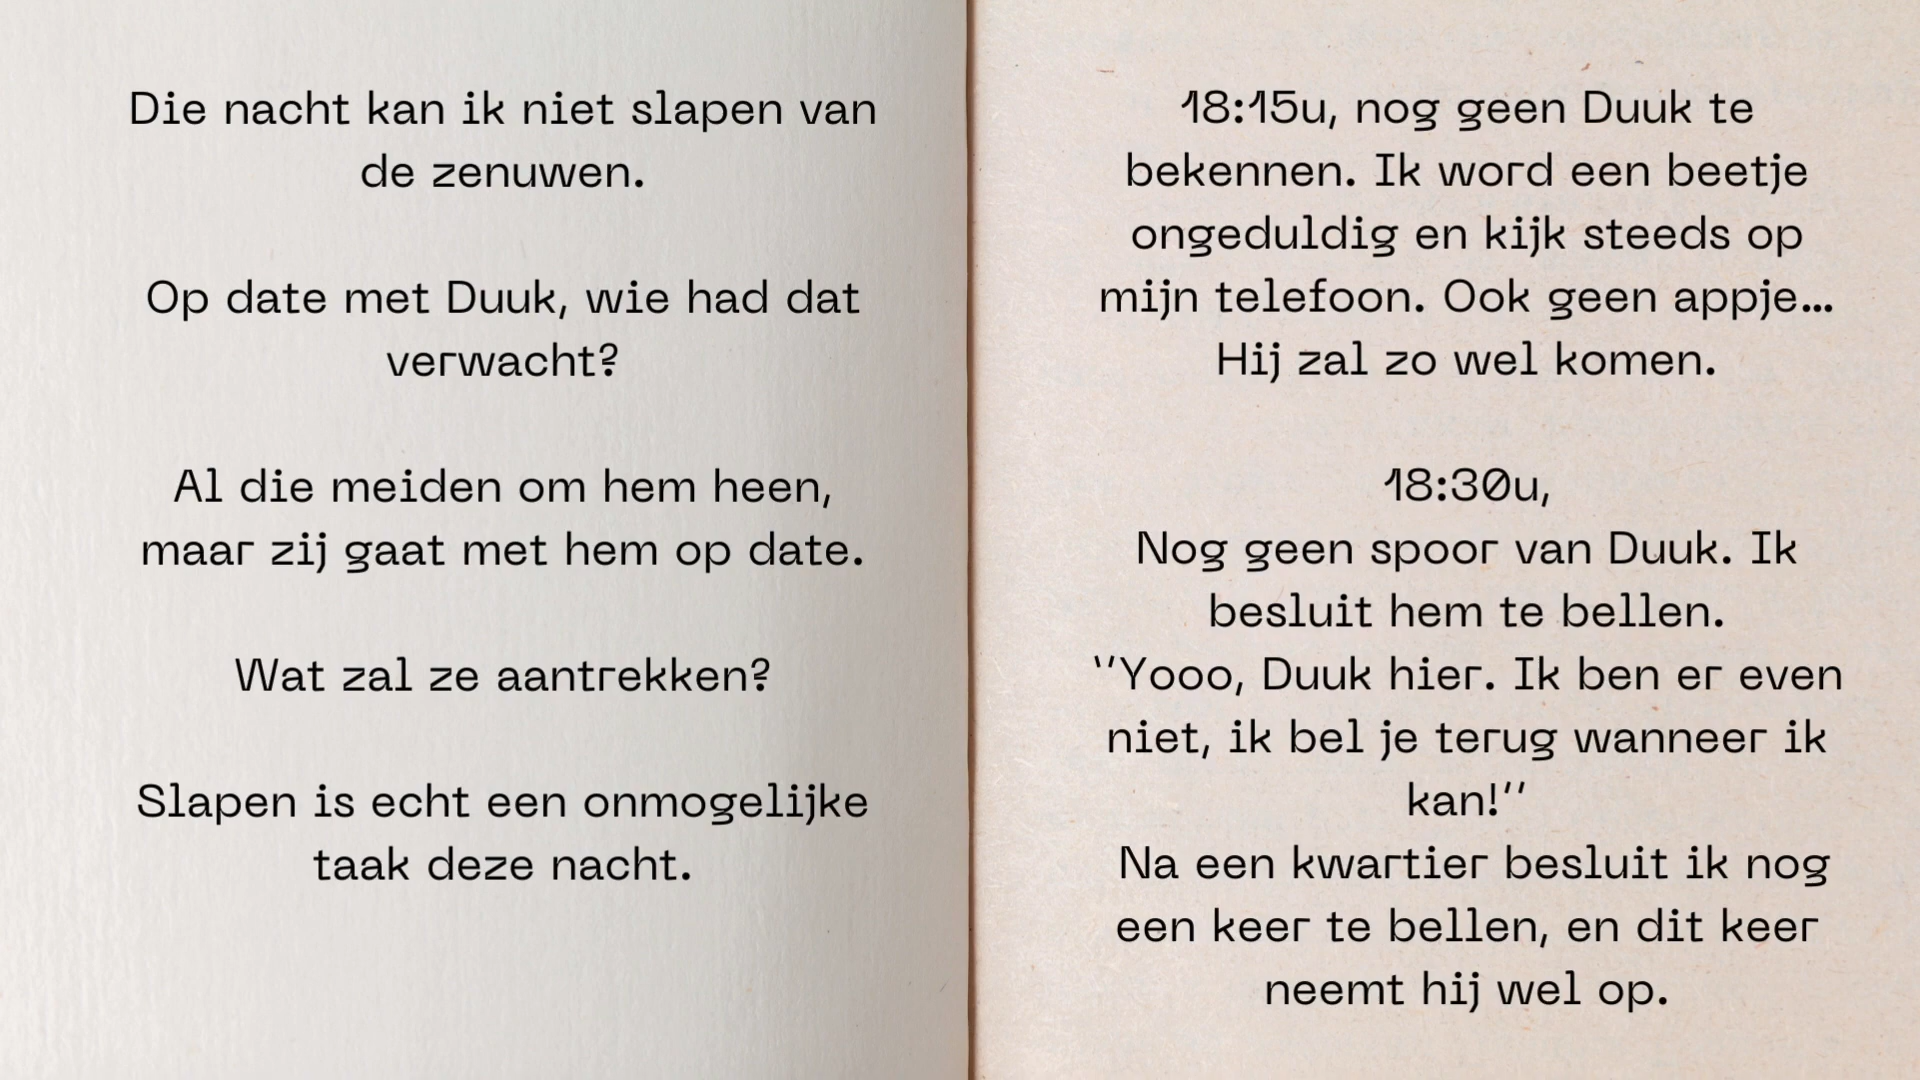 Die nacht kan ik niet slapen van
de zenuwen.
Op date met Duuk, wie had dat
verwacht?
Al die meiden om hem heen,
maar zij gaat met hem op date.
Wat zal ze aantrekken?
Slapen is echt een onmogelijke
taak deze nacht.
18:15u, nog geen Duuk te
bekennen. Ik word een beetje
ongeduldig en kijk steeds op
mijn telefoon. Ook geen appje...
Hij zal zo wel komen.
18:30u,
Nog geen spoor van Duuk. Ik
besluit hem te bellen.
''Yooo, Duuk hier. Ik ben er even
niet, ik bel je terug wanneer ik
kan!''
Na een kwartier besluit ik nog
een keer te bellen, en dit keer
neemt hij wel op.